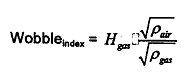 Wobble_index = H_gas □ √ρ_air / √ρ_gas